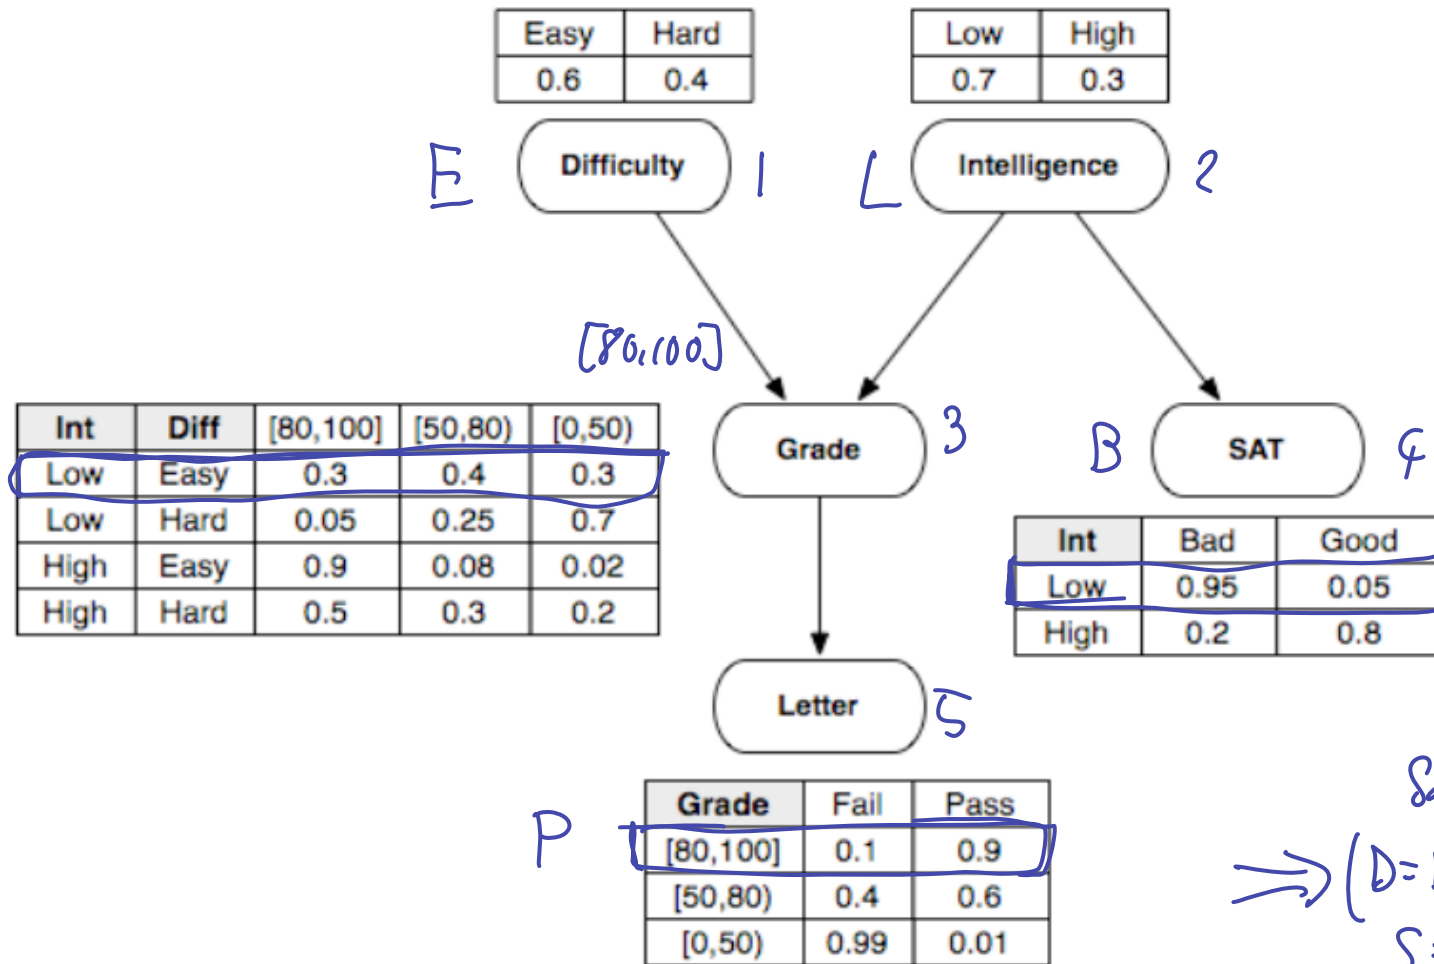 Easy Hard
0.6 0.4
Low High
0.7 0.3
E Difficulty 1
L Intelligence 2
[80,100]
Int Diff [80,100] [50,80) [0,50)
Low Easy 0.3 0.4 0.3
Low Hard 0.05 0.25 0.7
High Easy 0.9 0.08 0.02
High Hard 0.5 0.3 0.2
Grade 3
B SAT 4
Int Bad Good
Low 0.95 0.05
High 0.2 0.8
Letter 5
P
Grade Fail Pass
[80,100] 0.1 0.9
[50,80) 0.4 0.6
[0,50) 0.99 0.01
⇒ (D=
S=